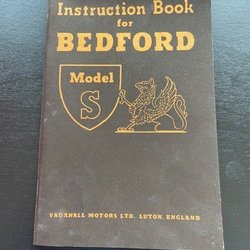 Instruction Book
for
BEDFORD
Model
S
VAUXHALL MOTORS LTD. LUTON, ENGLAND